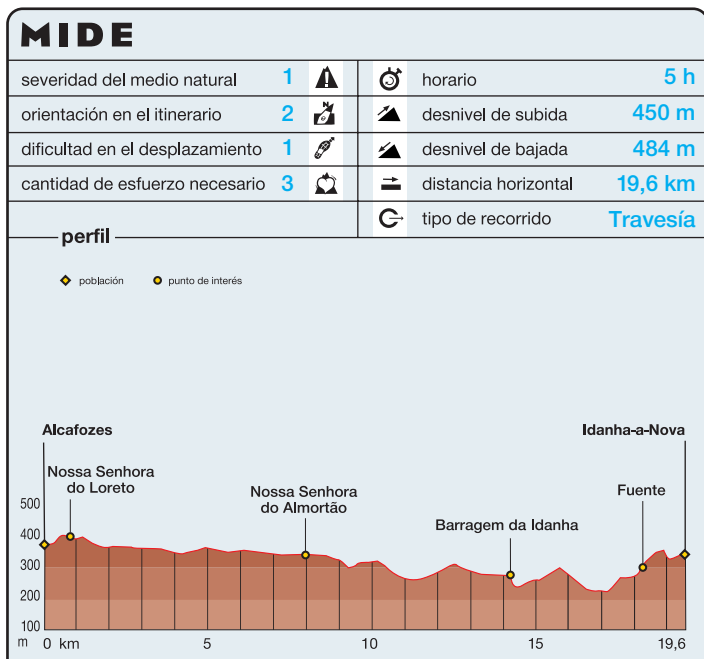 MIDE
severidad del medio natural 1
orientación en el itinerario 2
dificultad en el desplazamiento 1
cantidad de esfuerzo necesario 3
horario 5 h
desnivel de subida 450 m
desnivel de bajada 484 m
distancia horizontal 19,6 km
tipo de recorrido Travesía
perfil
población punto de interés
Alcafozes
Idanha-a-Nova
Nossa Senhora
do Loreto
Nossa Senhora
do Almortão
Barragem da Idanha
Fuente
500
400
300
200
100
m 0 km 5 10 15 19,6